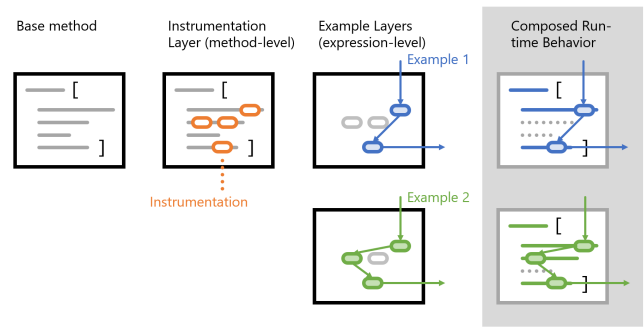 Base method
Instrumentation
Layer (method-level)
Example Layers
(expression-level)
Composed Run-
time Behavior
Example 1
[
]
[
]
[
]
Instrumentation
Example 2
[
]